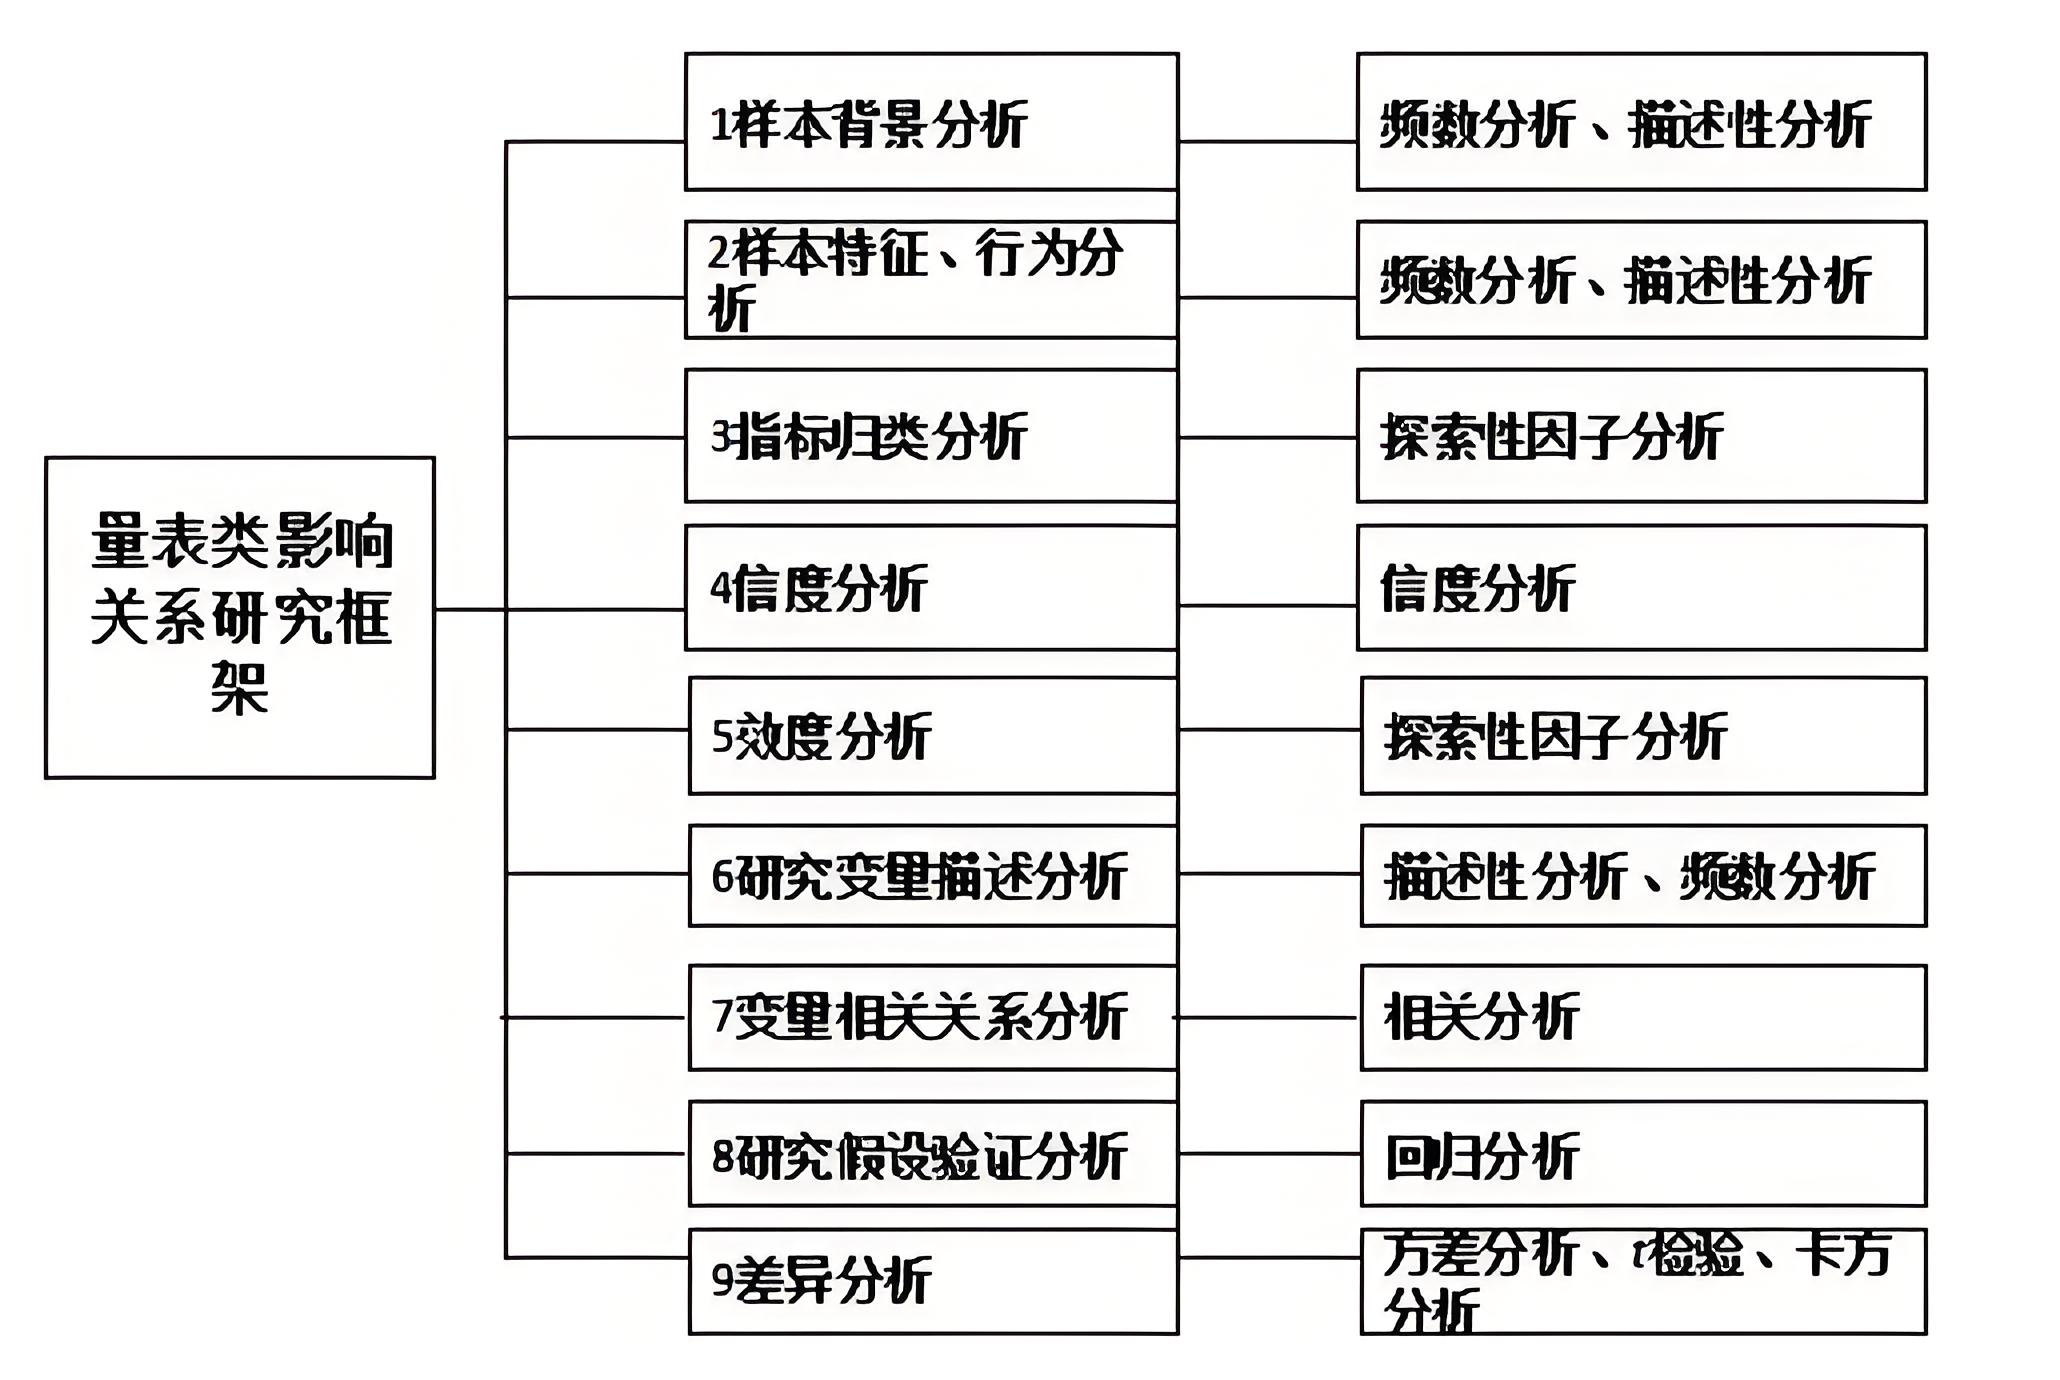 量表类影响
关系研究框
架
1样本背景分析
频数分析、描述性分析
2样本特征、行为分
析
频数分析、描述性分析
3指标归类分析
探索性因子分析
4信度分析
信度分析
5效度分析
探索性因子分析
6研究变量描述分析
描述性分析、频数分析
7变量相关关系分析
相关分析
8研究假设验证分析
回归分析
9差异分析
方差分析、t检验、卡方
分析